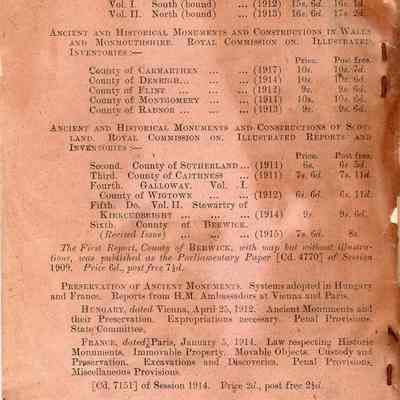 Vol. I. South (bound) ... (1912) 15s. 6d. 16s. 1d.
Vol. II. North (bound) ... (1913) 16s. 6d. 17s. 2d.
Ancient and Historical Monuments and Constructions in Wales
and Monmouthshire. Royal Commission on. Illustrated
Inventories :—
Price. Post free.
County of Carmarthen ... ... (1917) 10s. 10s. 7d.
County of Denbigh... ... ... (1914) 10s. 10s. 6d.
County of Flint ... ... ... (1912) 9s. 9s. 6d.
County of Montgomery ... ... (1911) 10s. 10s. 6d.
County of Radnor ... ... ... (1913) 9s. 9s. 6d.
Ancient and Historical Monuments and Constructions of Scot-
land. Royal Commission on. Illustrated Reports and
Inventories :—
Price. Post free.
Second. County of Sutherland... (1911) 6s. 6s. 5d.
Third. County of Caithness ... (1911) 7s. 6d. 7s. 11d.
Fourth. Galloway. Vol. I.
County of Wigtown ... ... (1912) 6s. 6d. 6s. 11d.
Fifth. Do. Vol. II. Stewartry of
Kirkcudbright ... ... ... (1914) 9s. 9s. 6d.
Sixth. County of Berwick.
(Revised Issue) ... ... ... (1915) 7s. 6d. 8s.
The First Report, County of Berwick, with map but without illustra-
tions, was published as the Parliamentary Paper [Cd. 4770] of Session
1909. Price 6d., post free 7½d.
Preservation of Ancient Monuments. Systems adopted in Hungary
and France. Reports from H.M. Ambassadors at Vienna and Paris.
Hungary, dated Vienna, April 25, 1912. Ancient Monuments and
their Preservation. Expropriations necessary. Penal Provisions.
State Committee.
France, dated Paris, January 5, 1914. Law respecting Historic
Monuments. Immovable Property. Movable Objects. Custody and
Preservation. Excavations and Discoveries. Penal Provisions.
Miscellaneous Provisions.
[Cd. 7151] of Session 1914. Price 2d., post free 2½d.